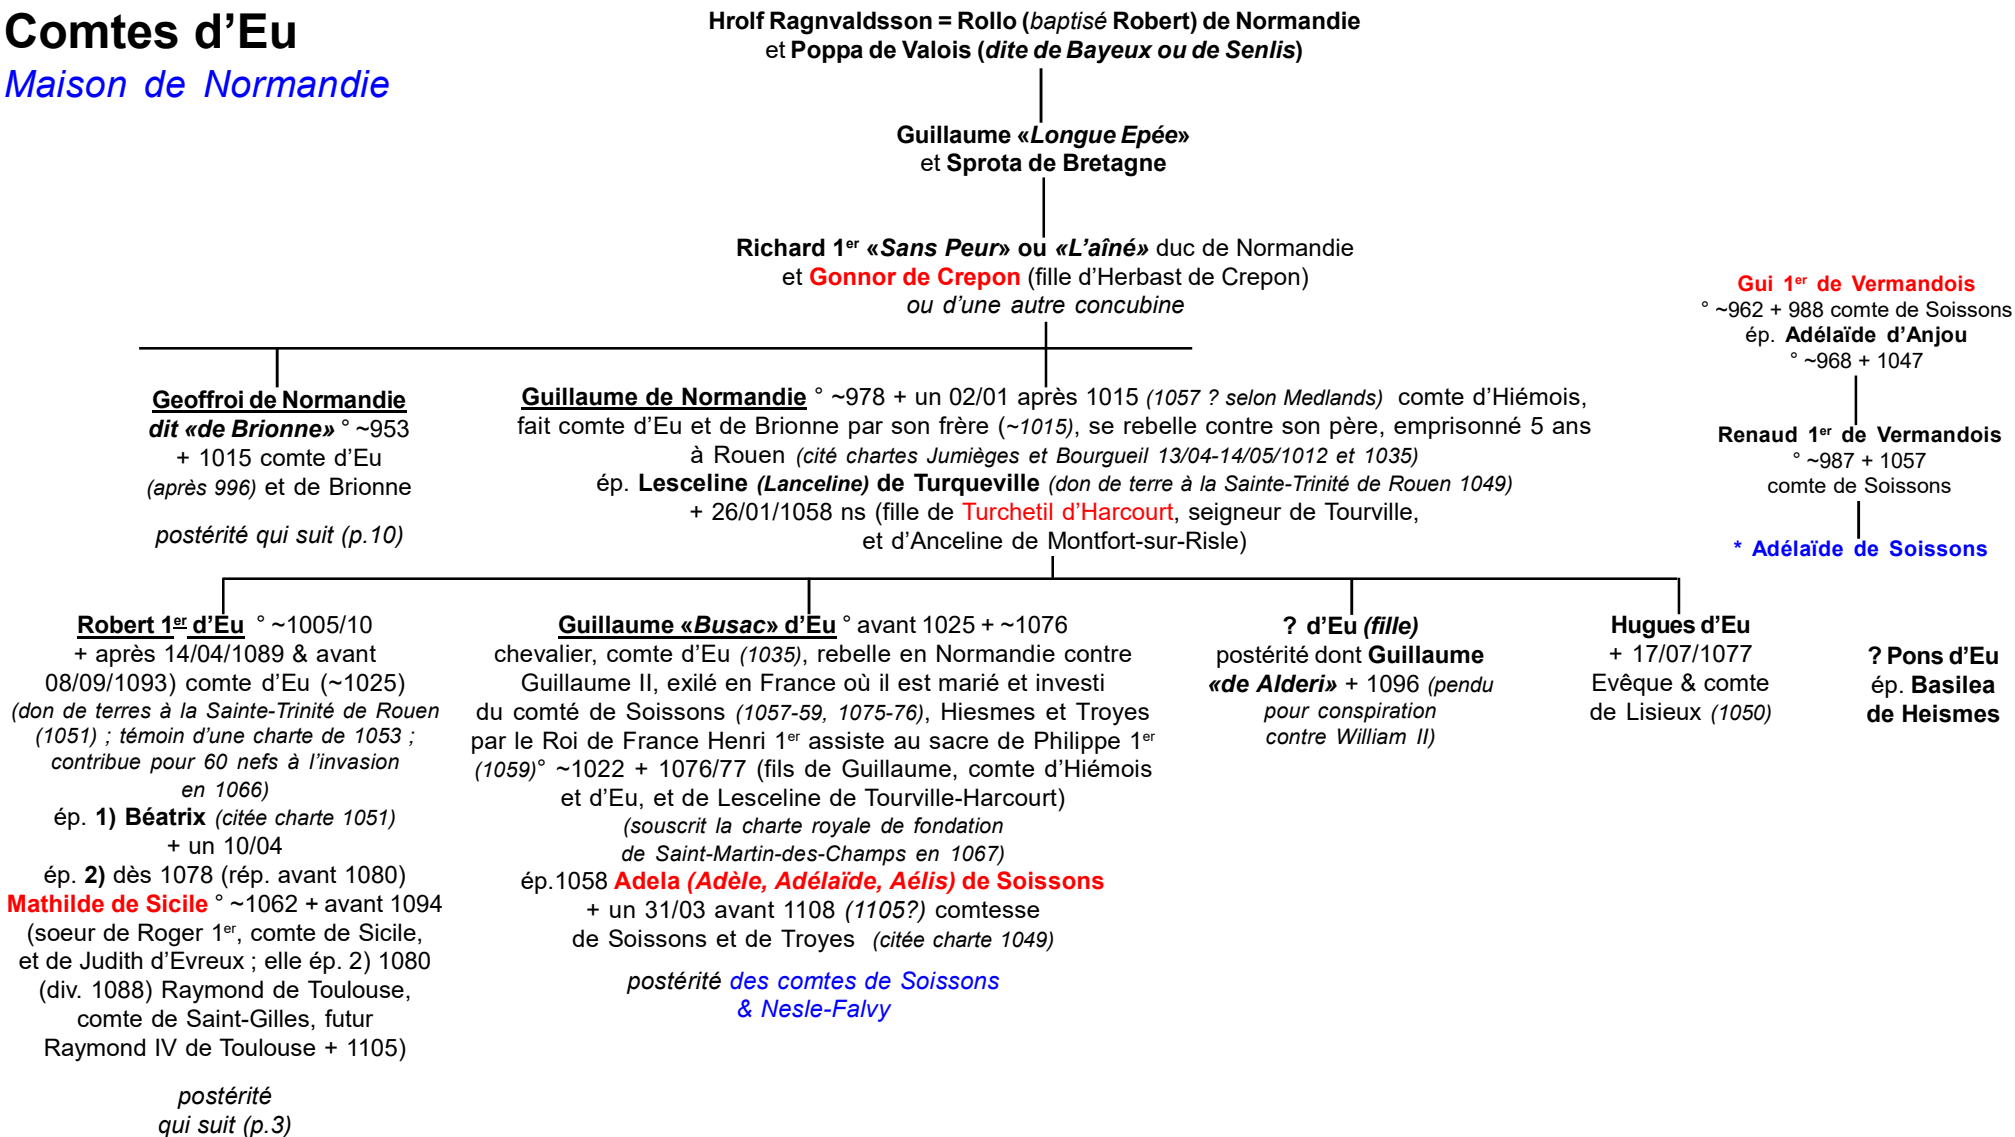 Comtes d’Eu
Maison de Normandie
Hrolf Ragnvaldsson = Rollo (baptisé Robert) de Normandie
et Poppa de Valois (dite de Bayeux ou de Senlis)
Guillaume «Longue Epée»
et Sprota de Bretagne
Richard 1er «Sans Peur» ou «L’aîné» duc de Normandie
et Gonnor de Crepon (fille d’Herbast de Crepon)
ou d’une autre concubine
Gui 1er de Vermandois
° ~962 + 988 comte de Soissons
ép. Adélaïde d’Anjou
° ~968 + 1047
Renaud 1er de Vermandois
° ~987 + 1057
comte de Soissons
* Adélaïde de Soissons
Geoffroi de Normandie
dit «de Brionne» ° ~953
+ 1015 comte d’Eu
(après 996) et de Brionne
postérité qui suit (p.10)
Guillaume de Normandie ° ~978 + un 02/01 après 1015 (1057 ? selon Medlands) comte d’Hiémois,
fait comte d’Eu et de Brionne par son frère (~1015), se rebelle contre son père, emprisonné 5 ans
à Rouen (cité chartes Jumièges et Bourgueil 13/04-14/05/1012 et 1035)
ép. Lesceline (Lanceline) de Turqueville (don de terre à la Sainte-Trinité de Rouen 1049)
+ 26/01/1058 ns (fille de Turchetil d’Harcourt, seigneur de Tourville,
et d’Anceline de Montfort-sur-Risle)
Robert 1er d’Eu ° ~1005/10
+ après 14/04/1089 & avant
08/09/1093) comte d’Eu (~1025)
(don de terres à la Sainte-Trinité de Rouen
(1051) ; témoin d’une charte de 1053 ;
contribue pour 60 nefs à l’invasion
en 1066)
ép. 1) Béatrix (citée charte 1051)
+ un 10/04
ép. 2) dès 1078 (rép. avant 1080)
Mathilde de Sicile ° ~1062 + avant 1094
(soeur de Roger 1er, comte de Sicile,
et de Judith d’Evreux ; elle ép. 2) 1080
(div. 1088) Raymond de Toulouse,
comte de Saint-Gilles, futur
Raymond IV de Toulouse + 1105)
postérité
qui suit (p.3)
Guillaume «Busac» d’Eu ° avant 1025 + ~1076
chevalier, comte d’Eu (1035), rebelle en Normandie contre
Guillaume II, exilé en France où il est marié et investi
du comté de Soissons (1057-59, 1075-76), Hiesmes et Troyes
par le Roi de France Henri 1er assiste au sacre de Philippe 1er
(1059)° ~1022 + 1076/77 (fils de Guillaume, comte d’Hiémois
et d’Eu, et de Lesceline de Tourville-Harcourt)
(souscrit la charte royale de fondation
de Saint-Martin-des-Champs en 1067)
ép.1058 Adela (Adèle, Adélaïde, Aélis) de Soissons
+ un 31/03 avant 1108 (1105?) comtesse
de Soissons et de Troyes (citée charte 1049)
postérité des comtes de Soissons
& Nesle-Falvy
? d’Eu (fille)
postérité dont Guillaume
«de Alderi» + 1096 (pendu
pour conspiration
contre William II)
Hugues d’Eu
+ 17/07/1077
Evêque & comte
de Lisieux (1050)
? Pons d’Eu
ép. Basilea
de Heismes